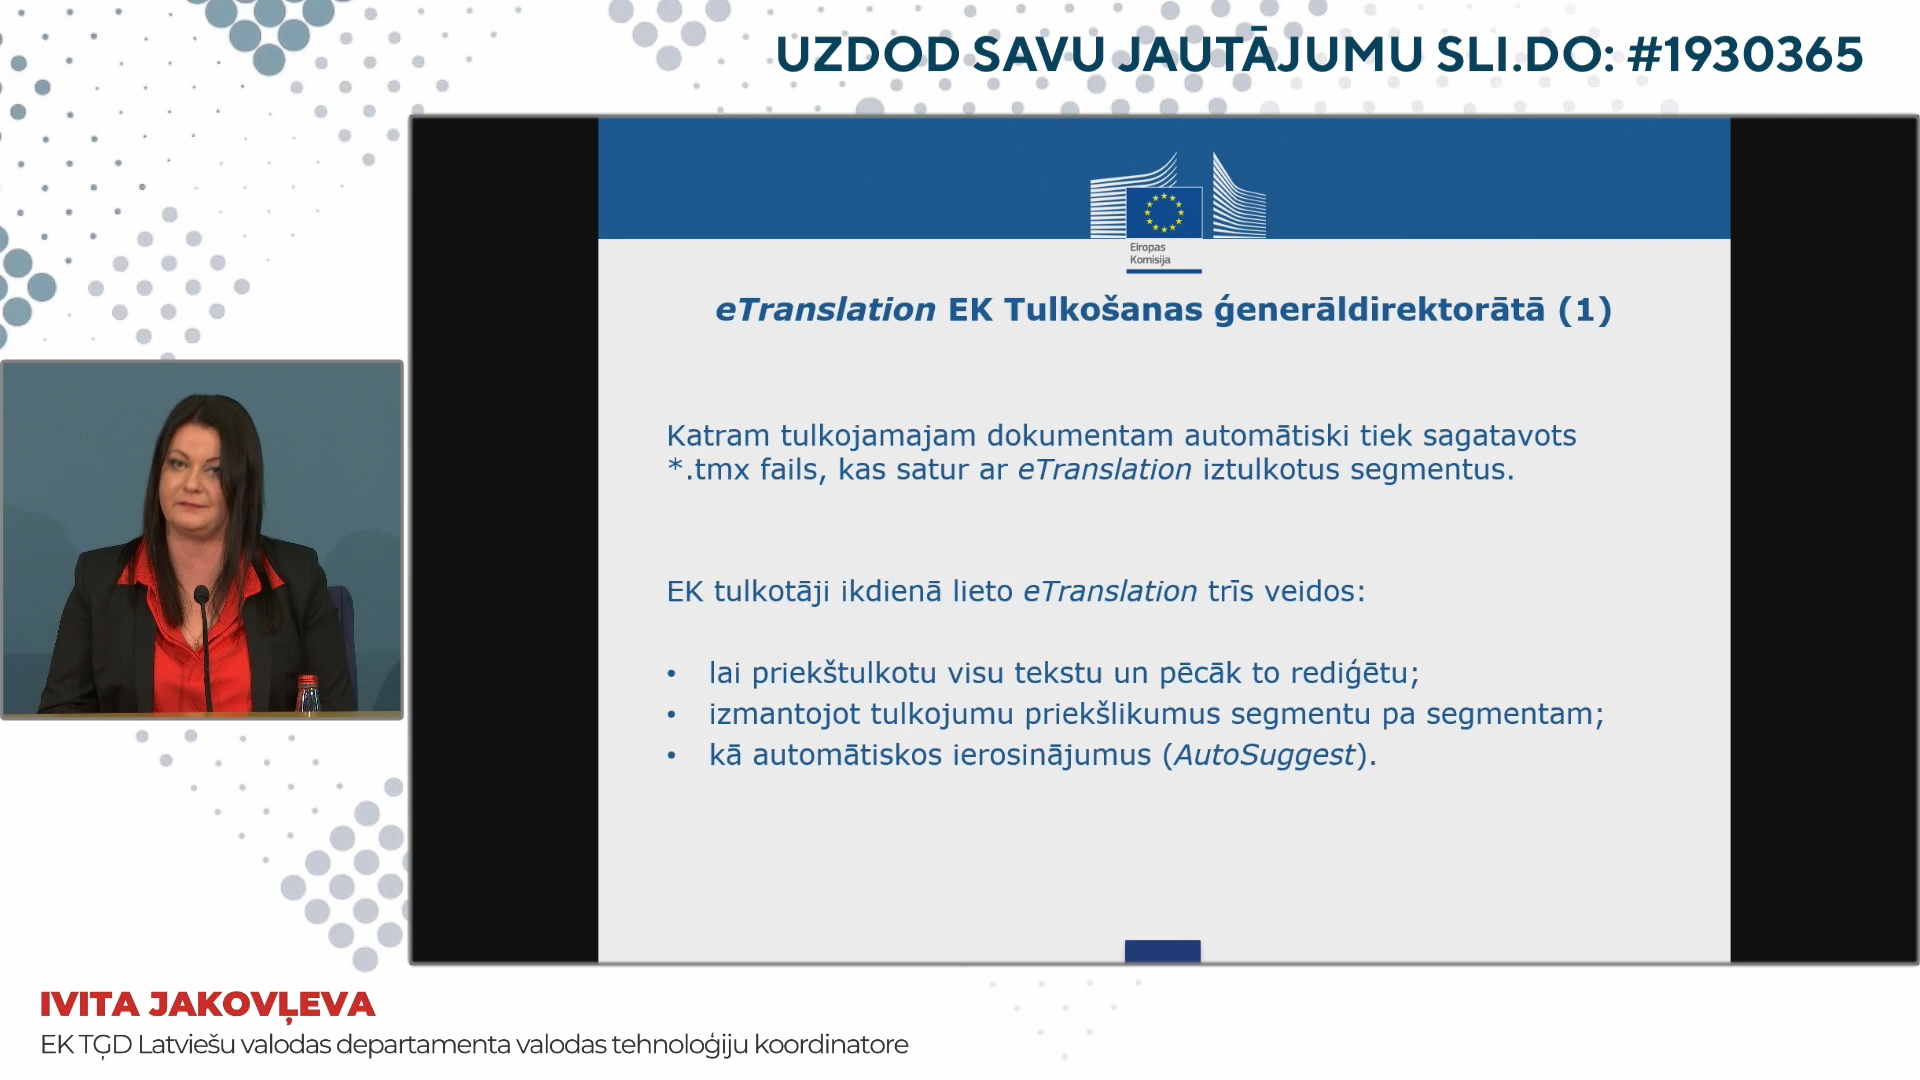 UZDOD SAVU JAUTĀJUMU SLI.DO: #1930365
Eiropas
Komisija
eTranslation EK Tulkošanas ģenerāldirektorātā (1)
Katram tulkojamajam dokumentam automātiski tiek sagatavots
*.tmx fails, kas satur ar eTranslation iztulkotus segmentus.
EK tulkotāji ikdienā lieto eTranslation trīs veidos:
• lai priekštulkotu visu tekstu un pēcāk to rediģētu;
• izmantojot tulkojumu priekšlikumus segmentu pa segmentam;
• kā automātiskos ierosinājumus (AutoSuggest).
IVITA JAKOVĻEVA
EK TĢD Latviešu valodas departamenta valodas tehnoloģiju koordinatore